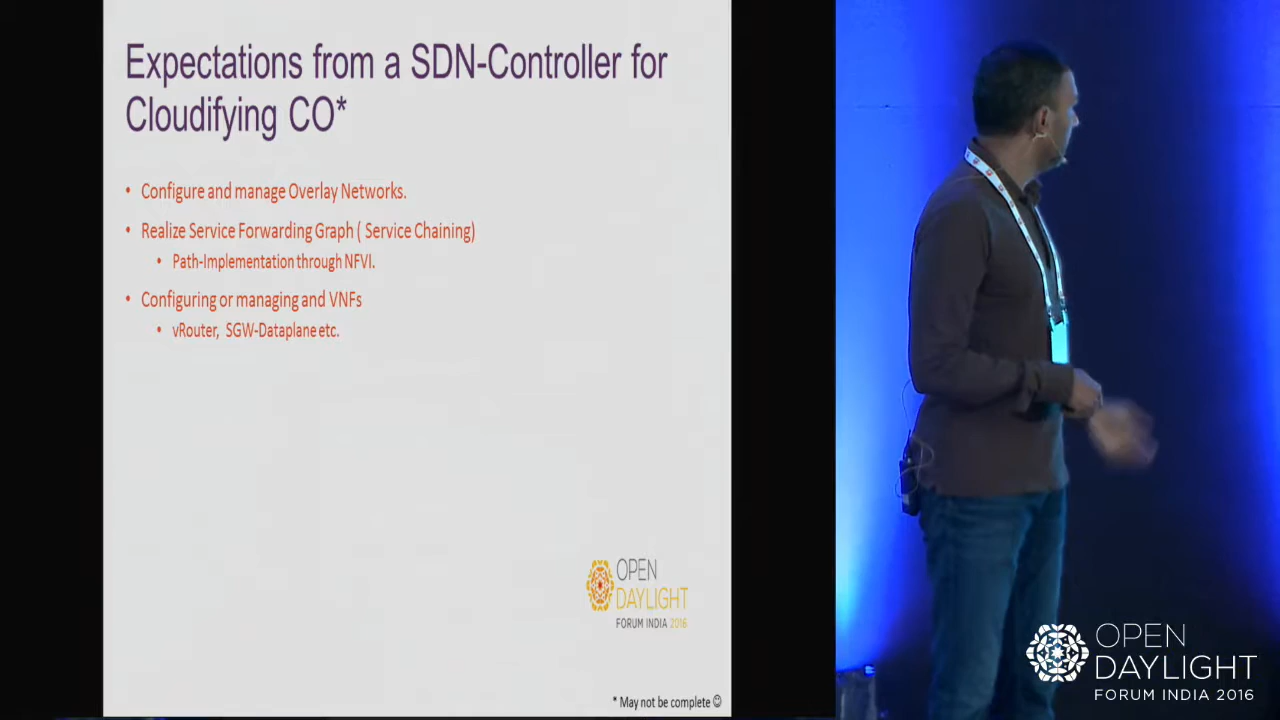 Expectations from a SDN-Controller for
Cloudifying CO*
• Configure and manage Overlay Networks.
• Realize Service Forwarding Graph ( Service Chaining)
• Path-Implementation through NFVI.
• Configuring or managing and VNFs
• vRouter, SGW-Dataplane etc.
OPEN
DAYLIGHT
FORUM INDIA 2016
* May not be complete ☺
OPEN
DAYLIGHT
FORUM INDIA 2016